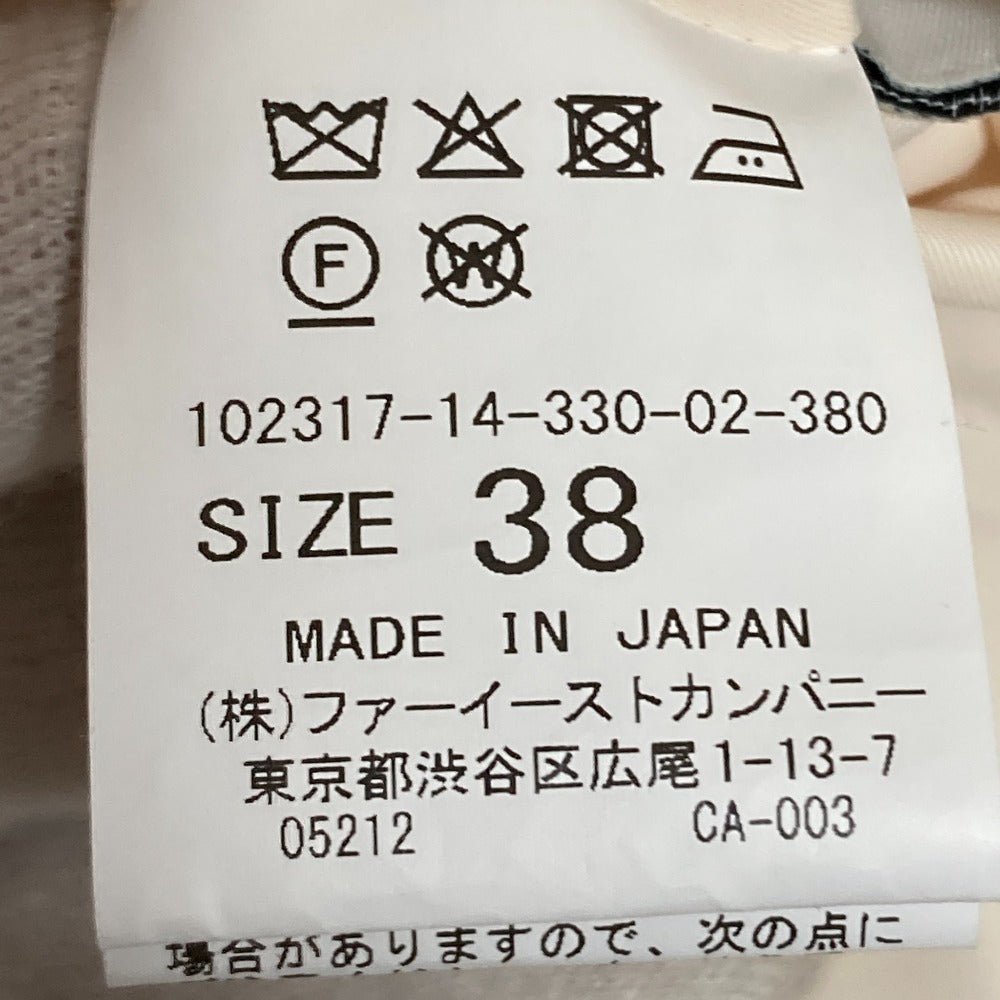 F W
102317-14-330-02-380
SIZE 38
MADE IN JAPAN
(株)ファーイーストカンパニー
東京都渋谷区広尾1-13-7
05212 CA-003
場合がありますので、次の点に